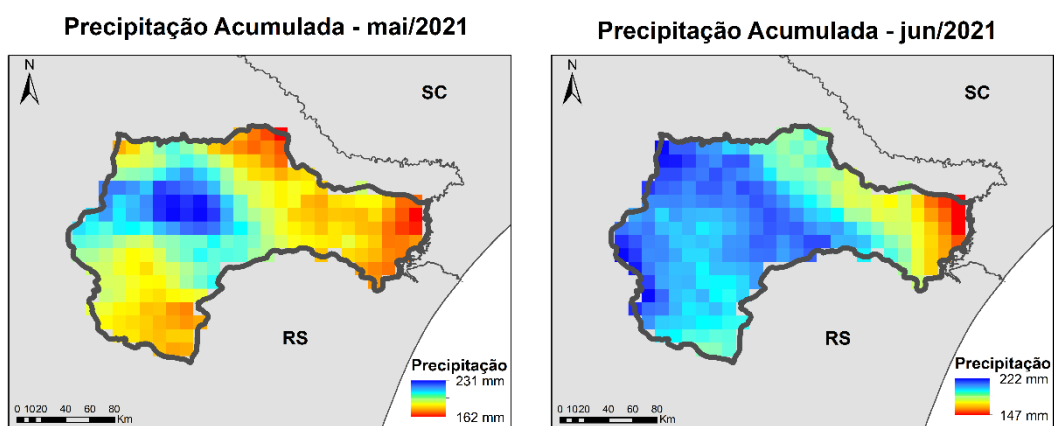 Precipitação Acumulada - mai/2021
N
SC
RS
Precipitação
231 mm
162 mm
0 1020 40 60 80
Km
Precipitação Acumulada - jun/2021
N
SC
RS
Precipitação
222 mm
147 mm
0 1020 40 60 80
Km